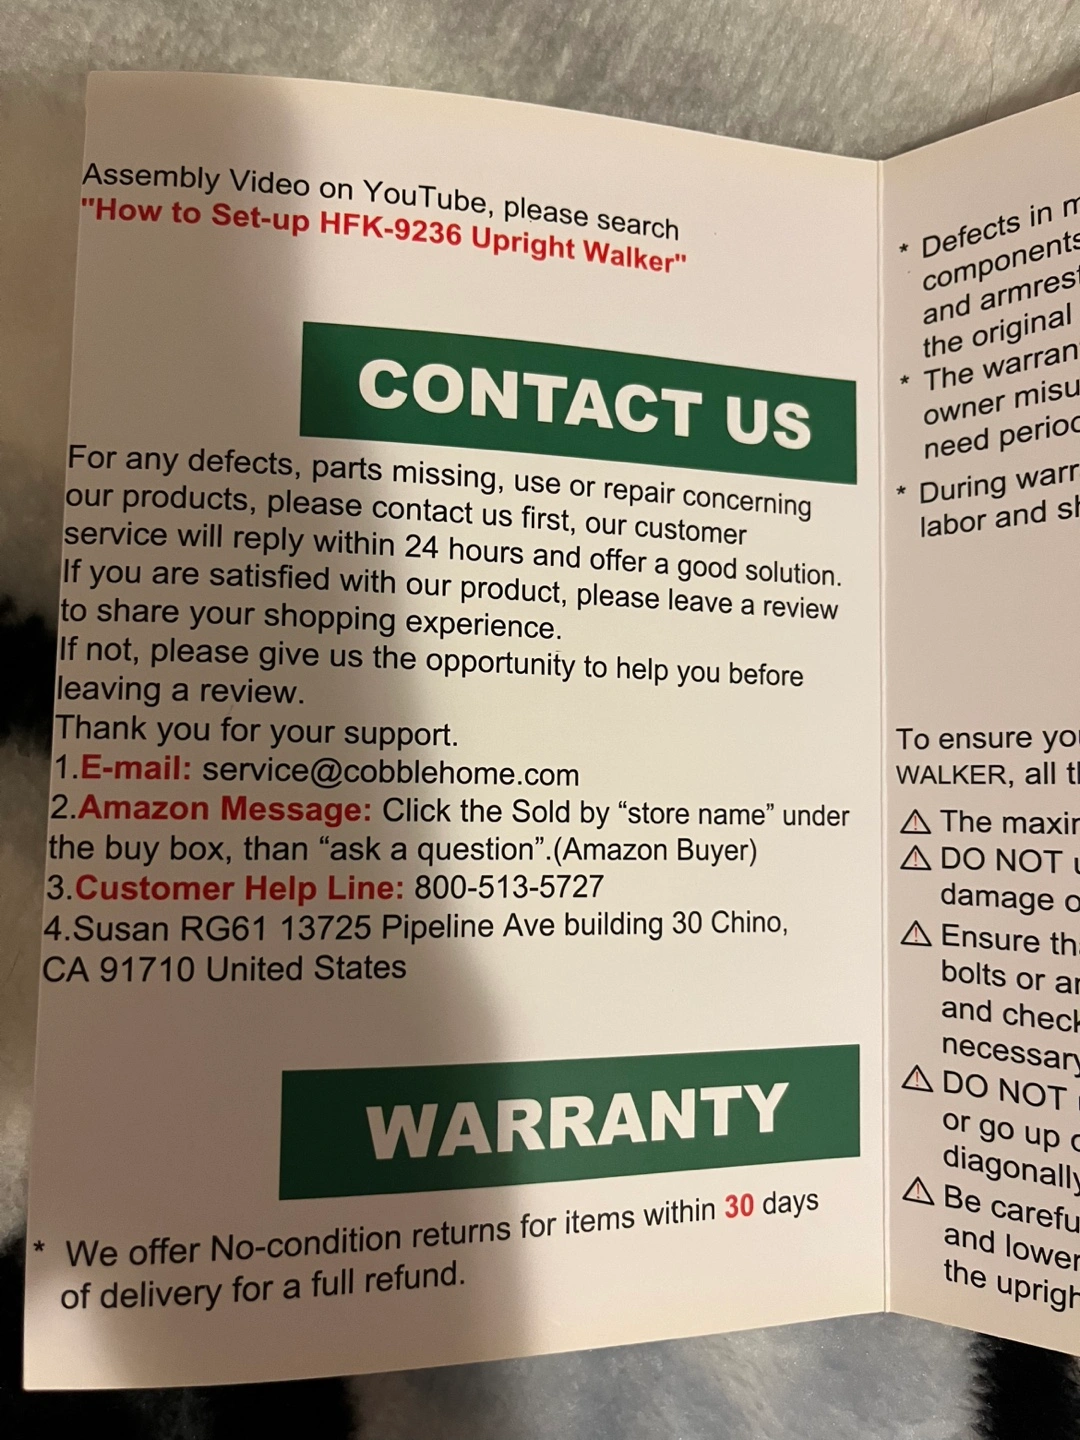 Assembly Video on YouTube, please search
"How to Set-up HFK-9236 Upright Walker"
CONTACT US
For any defects, parts missing, use or repair concerning
our products, please contact us first, our customer
service will reply within 24 hours and offer a good solution.
If you are satisfied with our product, please leave a review
to share your shopping experience.
If not, please give us the opportunity to help you before
leaving a review.
Thank you for your support.
1.E-mail: service@cobblehome.com
2.Amazon Message: Click the Sold by “store name” under
the buy box, than “ask a question”.(Amazon Buyer)
3.Customer Help Line: 800-513-5727
4.Susan RG61 13725 Pipeline Ave building 30 Chino,
CA 91710 United States
WARRANTY
* We offer No-condition returns for items within 30 days
of delivery for a full refund.
* Defects in
components
and
the original
* The
owner
need
* During
labor and
To ensure
WALKER, all
The
DO NOT
damage
Ensure
bolts or
and
necessary
DO NOT
or go up
diagonally
Be
and
the